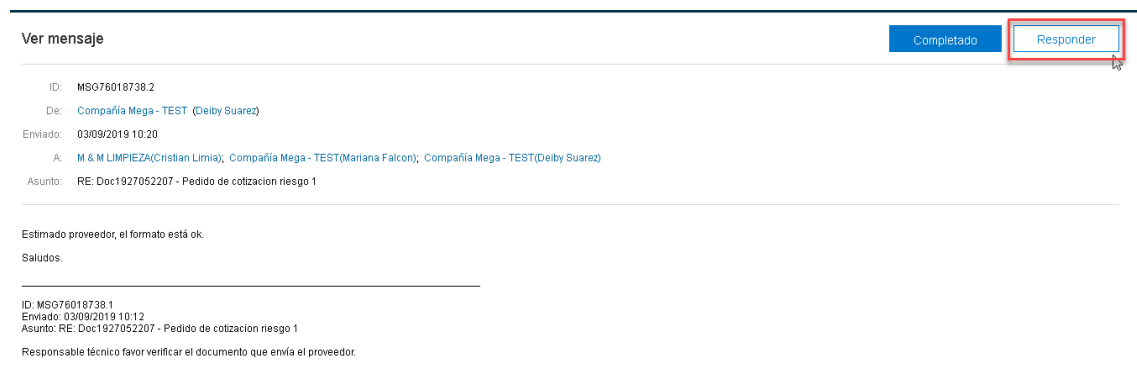 Ver mensaje
Completado
Responder
ID: MSG76018738.2
De: Compañía Mega - TEST (Deiby Suarez)
Enviado: 03/09/2019 10:20
A: M & M LIMPIEZA(Cristian Limia); Compañía Mega - TEST(Mariana Falcon); Compañía Mega - TEST(Deiby Suarez)
Asunto: RE: Doc1927052207 - Pedido de cotizacion riesgo 1
Estimado proveedor, el formato está ok.
Saludos.
ID: MSG76018738.1
Enviado: 03/09/2019 10:12
Asunto: RE: Doc1927052207 - Pedido de cotizacion riesgo 1
Responsable técnico favor verificar el documento que envía el proveedor.